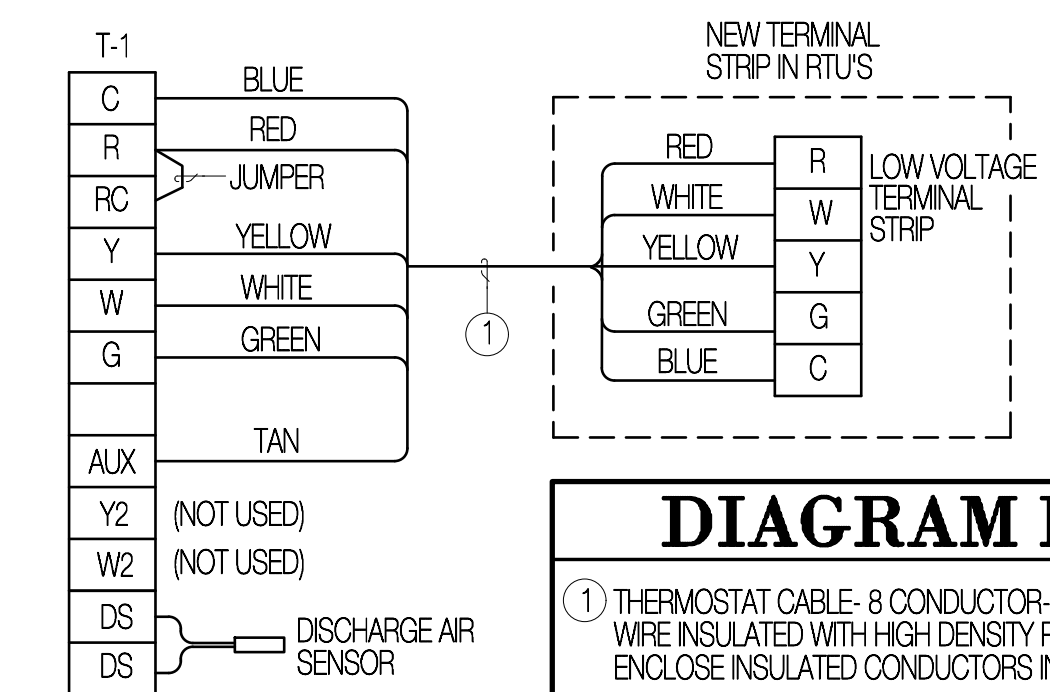 T-1
C
BLUE
R
RED
JUMPER
RC
Y
YELLOW
W
WHITE
G
GREEN
AUX
TAN
Y2
(NOT USED)
W2
(NOT USED)
DS
DS
DISCHARGE AIR
SENSOR
1
NEW TERMINAL
STRIP IN RTU'S
RED
R
WHITE
W
YELLOW
Y
GREEN
G
BLUE
C
LOW VOLTAGE
TERMINAL
STRIP
DIAGRAM
1 THERMOSTAT CABLE- 8 CONDUCTOR-
WIRE INSULATED WITH HIGH DENSITY
ENCLOSE INSULATED CONDUCTORS